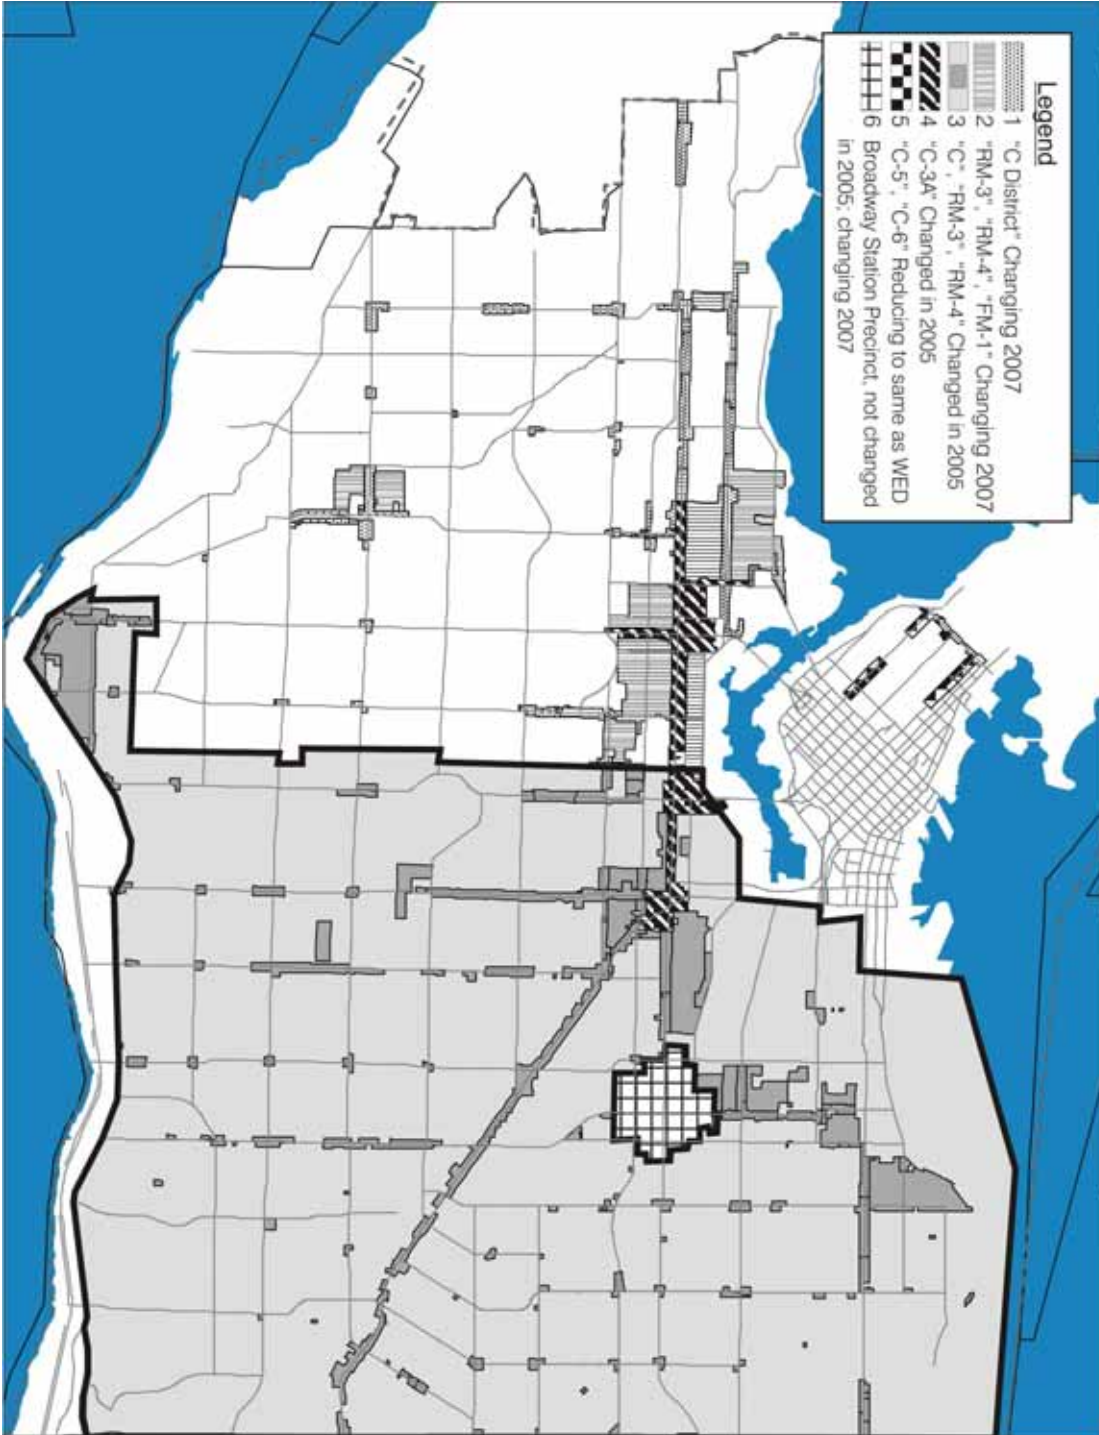 Legend
1 "C District" Changing 2007
2 "RM-3", "RM-4", "FM-1" Changing 2007
3 "C", "RM-3", "RM-4" Changed in 2005
4 "C-3A" Changed in 2005
5 "C-5", "C-6" Reducing to same as WED
6 Broadway Station Precinct, not changed
in 2005; changing 2007